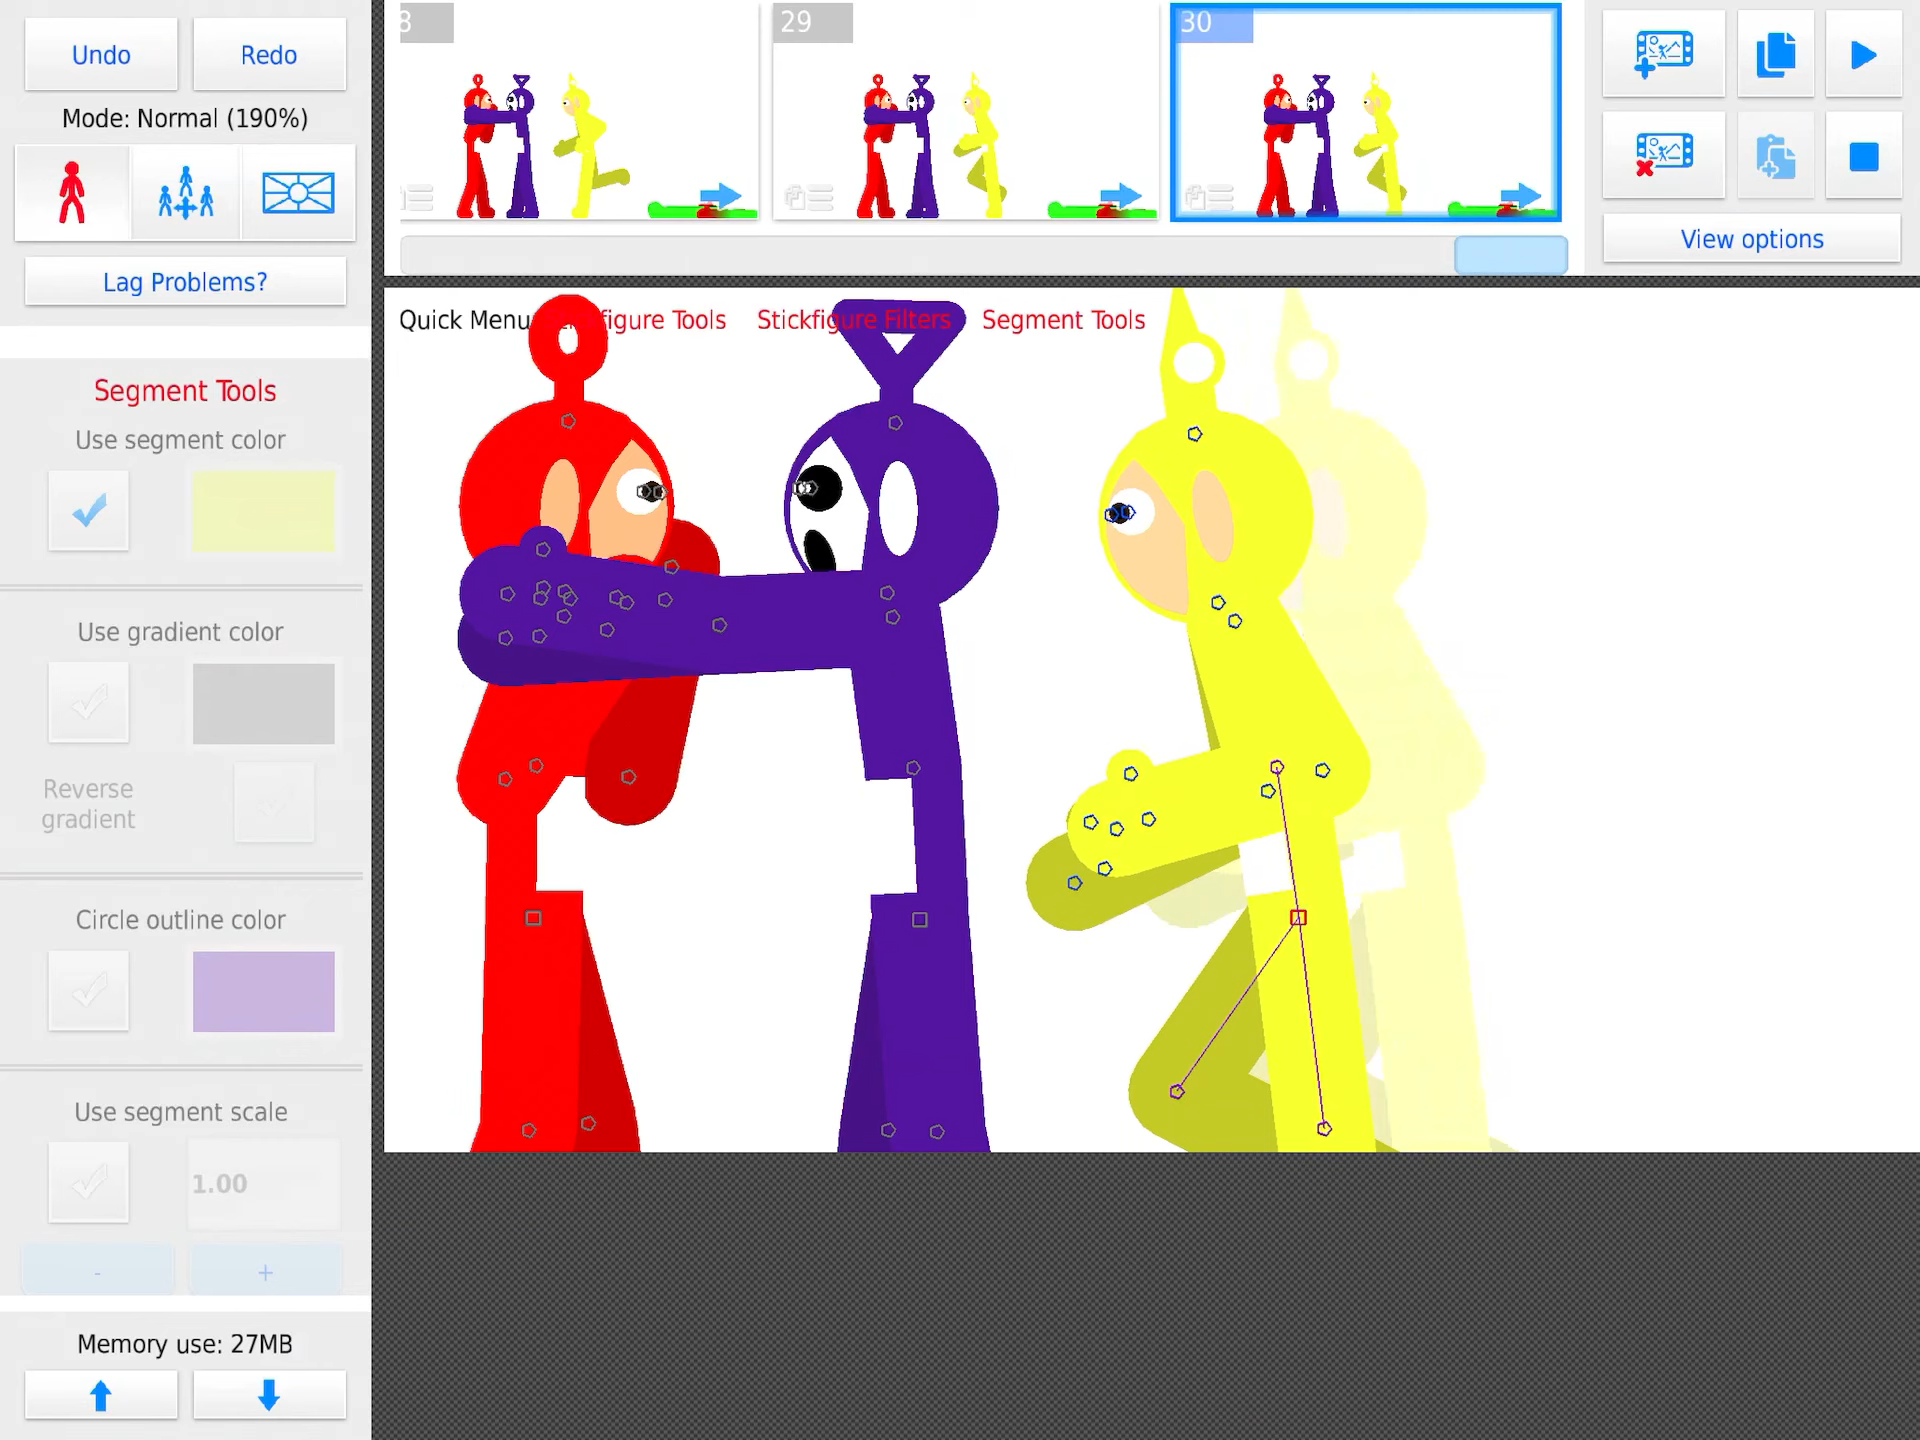 Undo
Redo
Mode: Normal (190%)
Lag Problems?
8
29
30
View options
Quick Menu
figure Tools
Stickfigure Filters
Segment Tools
Segment Tools
Use segment color
Use gradient color
Reverse
gradient
Circle outline color
Use segment scale
1.00
-
+
Memory use: 27MB